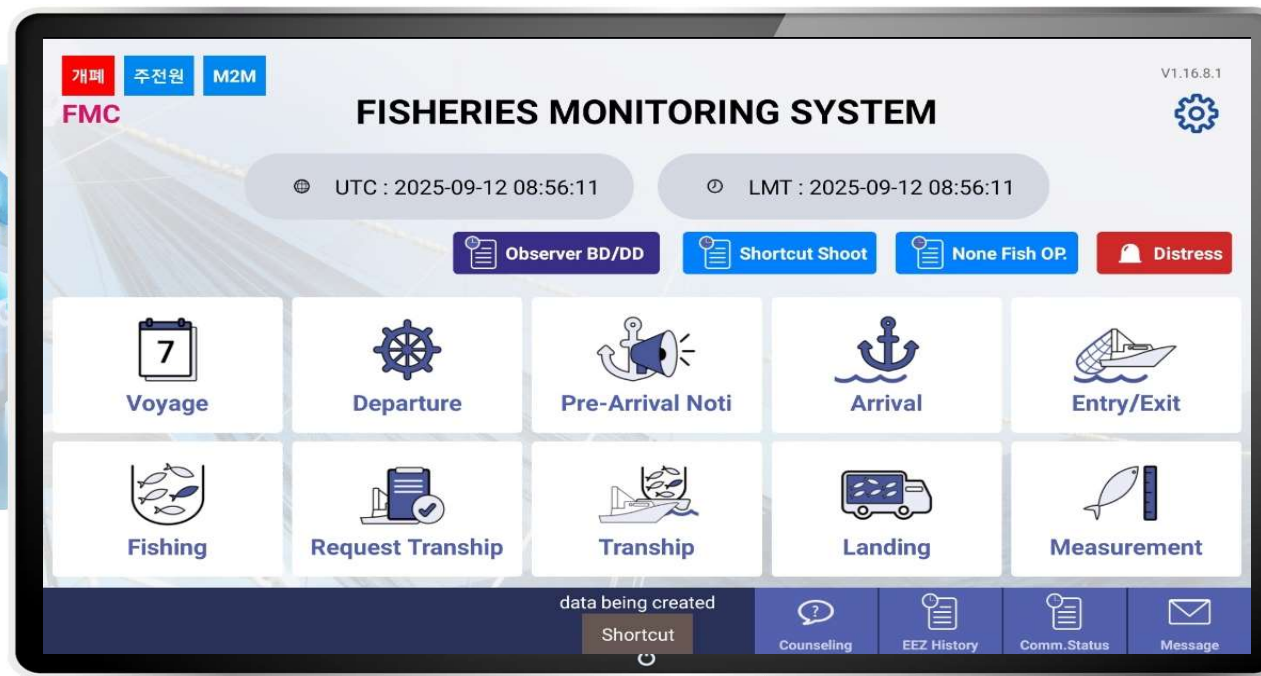 개폐 주전원 M2M
V1.16.8.1
FMC
FISHERIES MONITORING SYSTEM
UTC : 2025-09-12 08:56:11
LMT : 2025-09-12 08:56:11
Observer BD/DD
Shortcut Shoot
None Fish OP.
Distress
7
Voyage
Departure
Pre-Arrival Noti
Arrival
Entry/Exit
Fishing
Request Tranship
Tranship
Landing
Measurement
data being created
Shortcut
?
Counseling
EEZ History
Comm.Status
Message